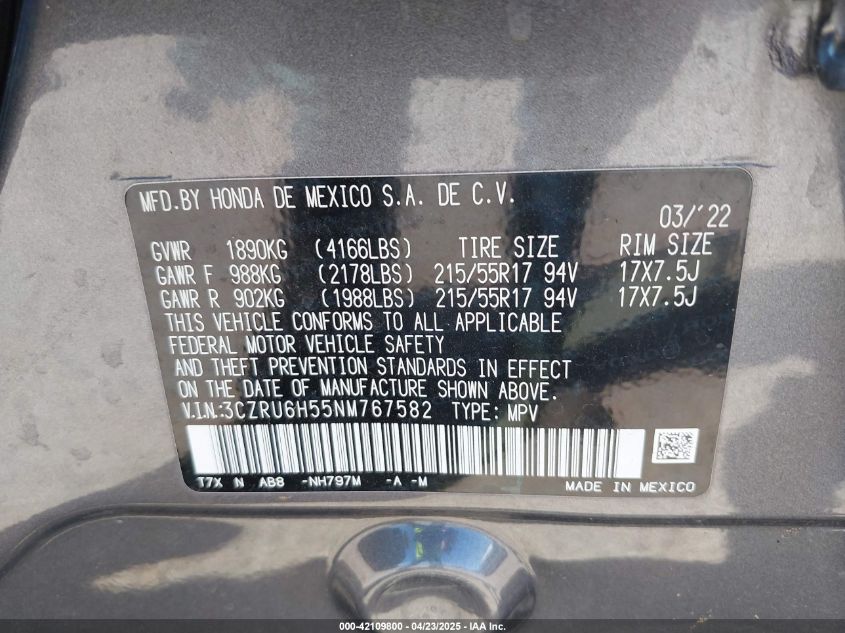 MFD.BY HONDA DE MEXICO S.A. DE C.V.
03/'22
GVWR 1890KG (4166LBS) TIRE SIZE RIM SIZE
GAWR F 988KG (2178LBS) 215/55R17 94V 17X7.5J
GAWR R 902KG (1988LBS) 215/55R17 94V 17X7.5J
THIS VEHICLE CONFORMS TO ALL APPLICABLE
FEDERAL MOTOR VEHICLE SAFETY
AND THEFT PREVENTION STANDARDS IN EFFECT
ON THE DATE OF MANUFACTURE SHOWN ABOVE.
V.I.N:3CZRU6H55NM767582 TYPE: MPV
T7X N AB8 -NH797M -A -M MADE IN MEXICO
000-42109800 - 04/23/2025 - IAA, Inc.